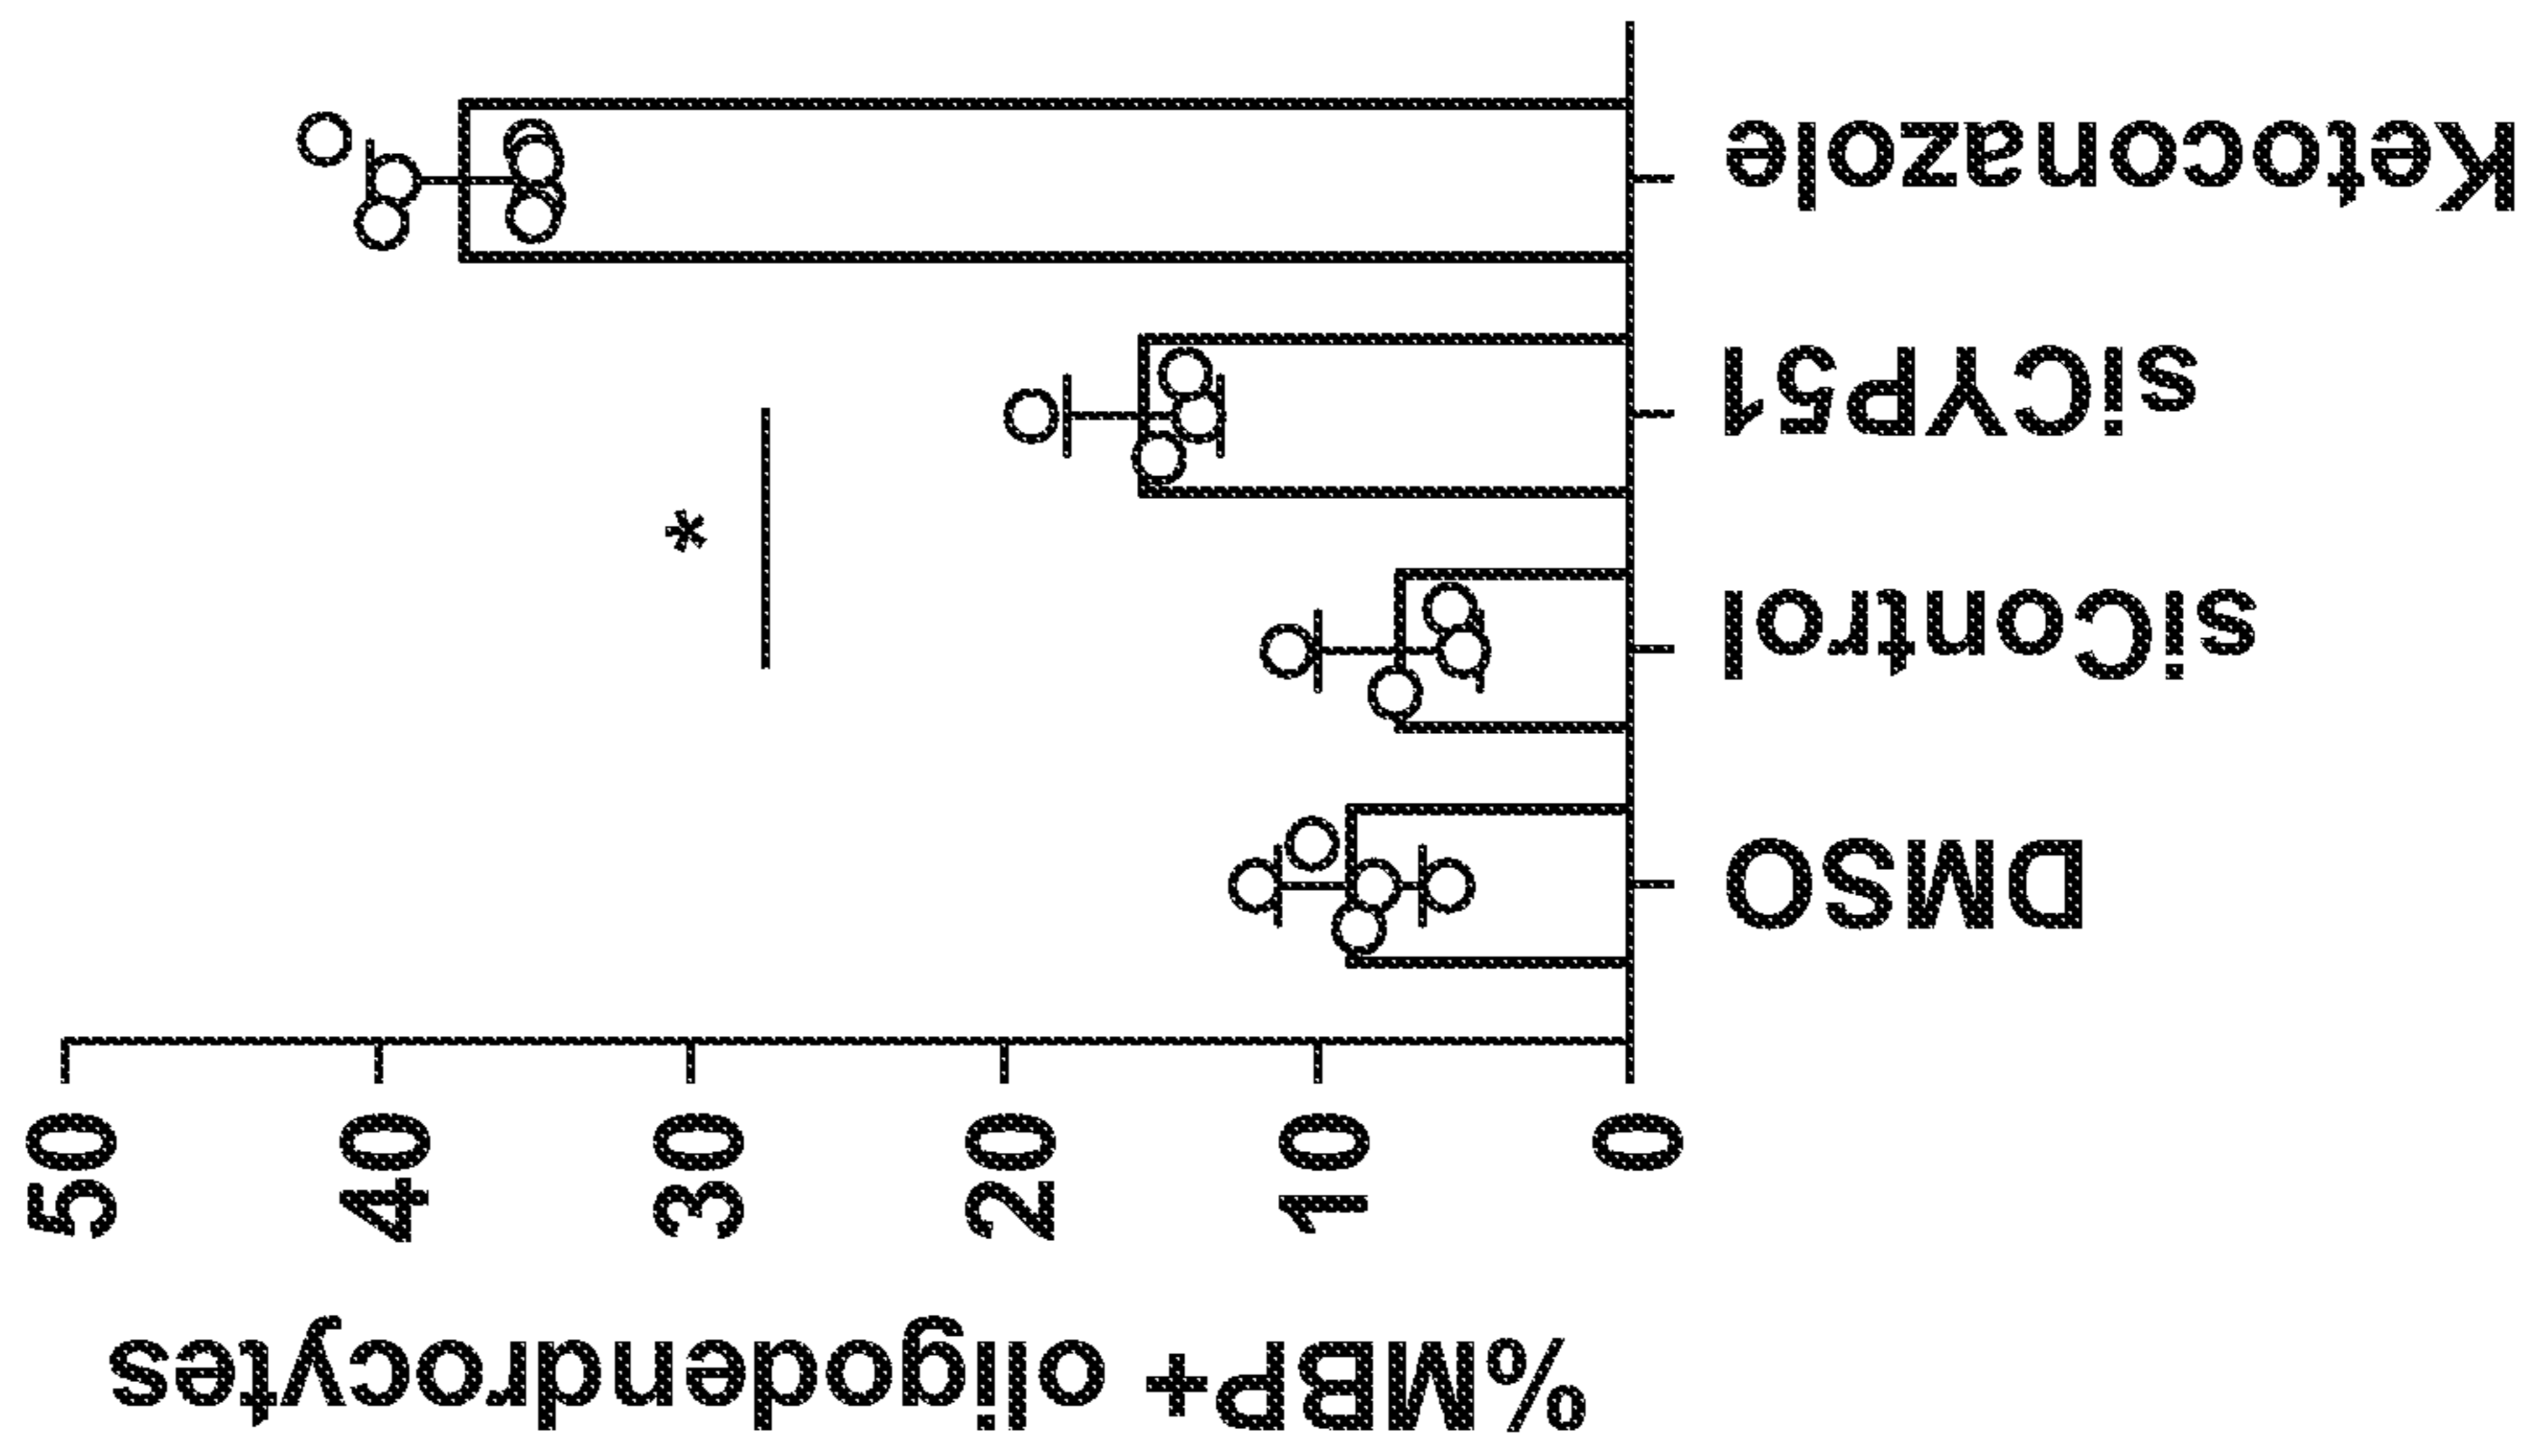 %MBP+ oligodendrocytes
50
40
30
20
10
0
*
DMSO
siControl
siCYP51
Ketoconazole